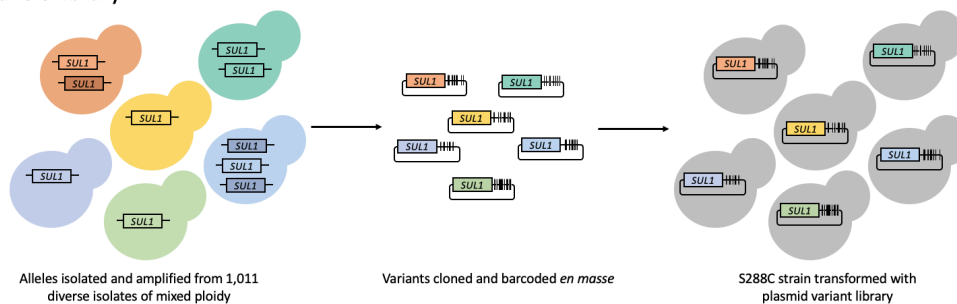 SUL1
SUL1
SUL1
SUL1
SUL1
SUL1
SUL1
SUL1
SUL1
SUL1
Alleles isolated and amplified from 1,011
diverse isolates of mixed ploidy
SUL1
SUL1
SUL1
SUL1
SUL1
SUL1
Variants cloned and barcoded en masse
SUL1
SUL1
SUL1
SUL1
SUL1
SUL1
S288C strain transformed with
plasmid variant library